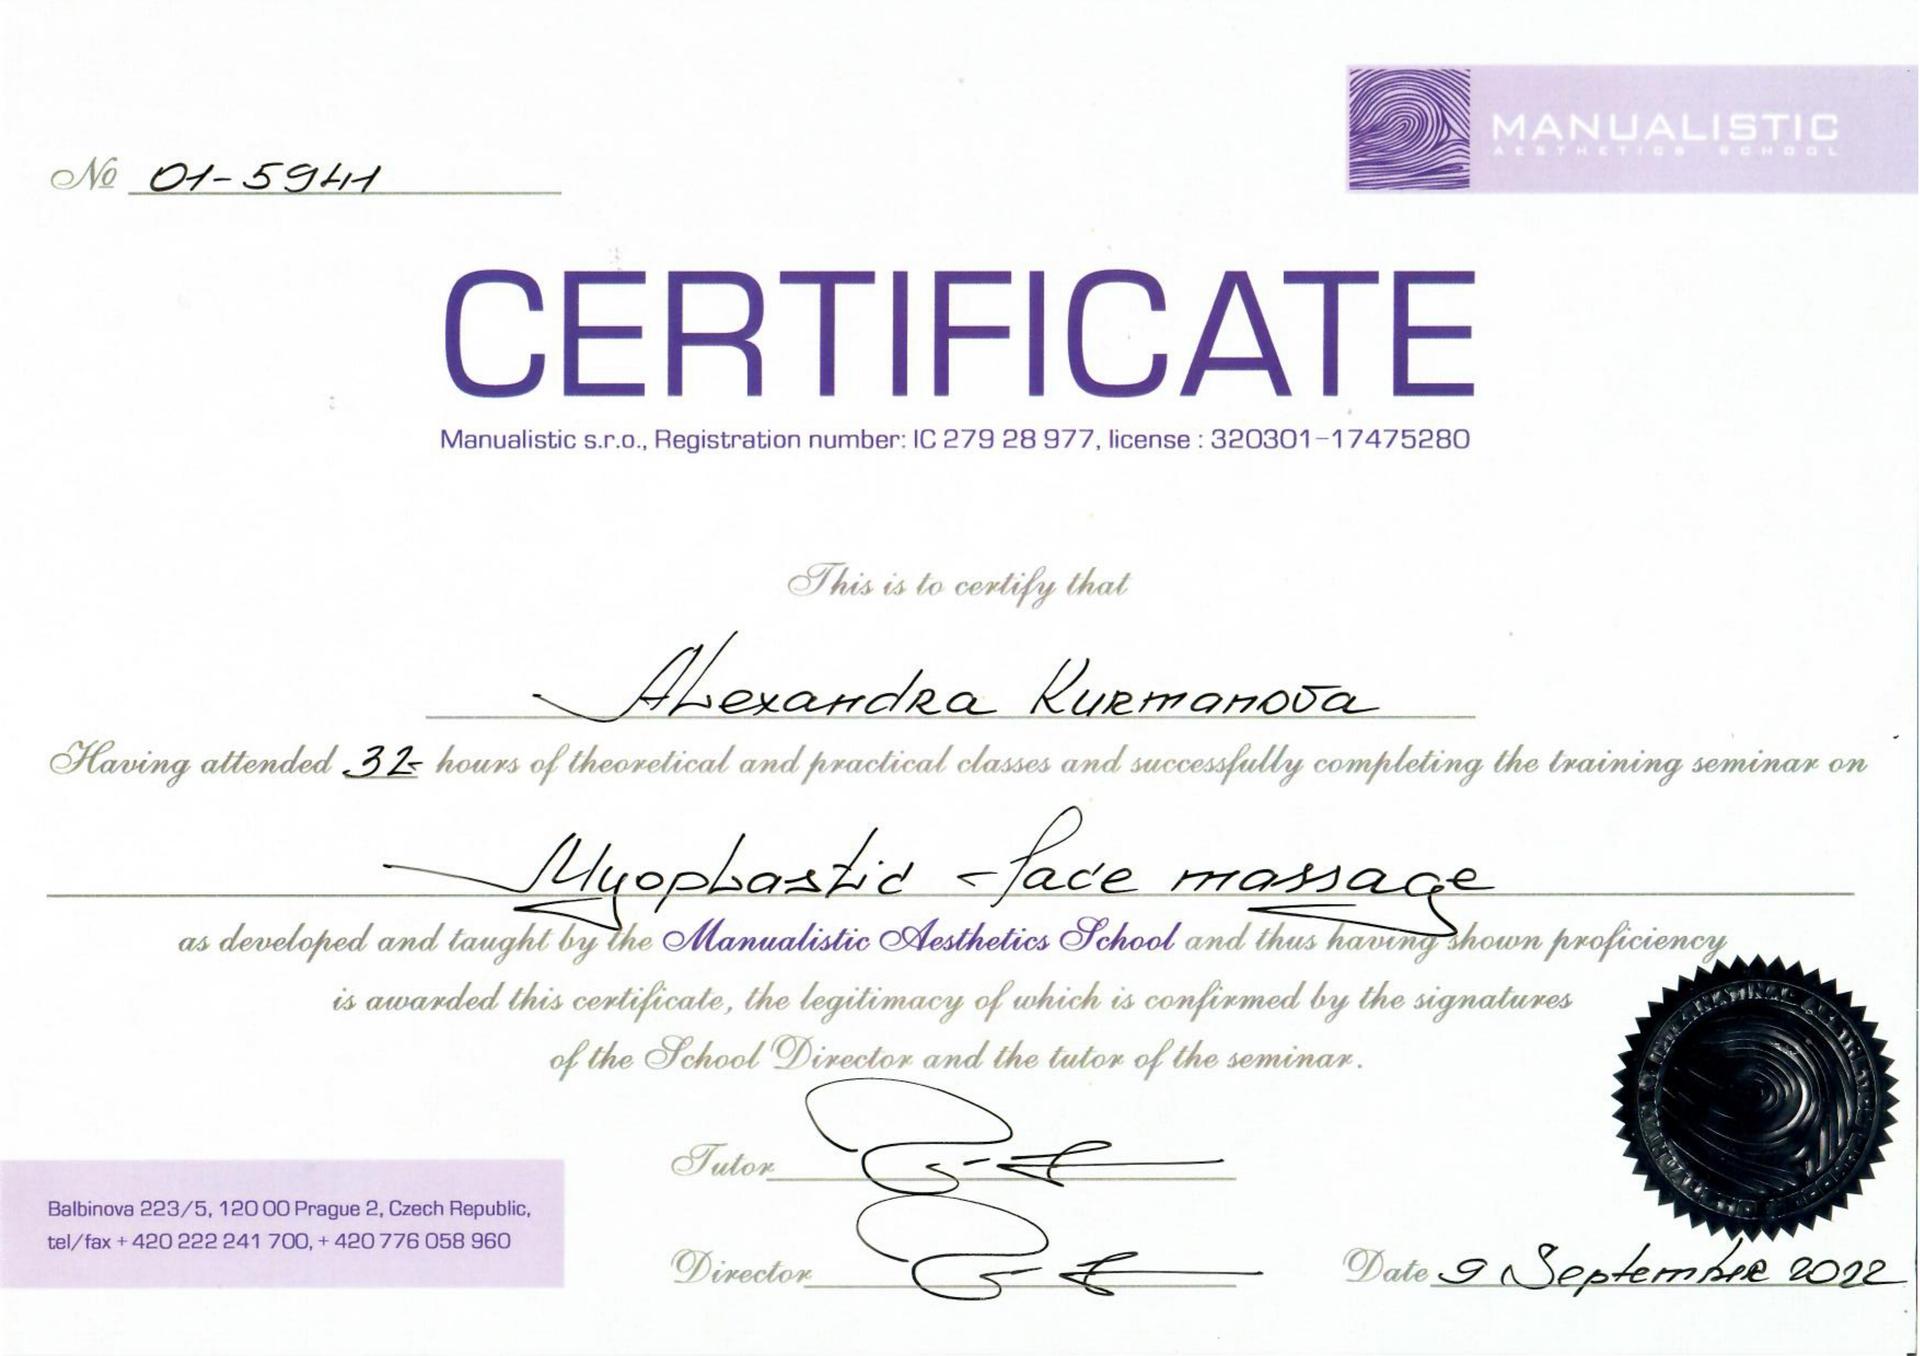 MANUALISTIC
AESTHETICS SCHOOL
№ 01-5941
CERTIFICATE
Manualistic s.r.o., Registration number: IC 279 28 977, license : 320301-17475280
This is to certify that
Alexandra Kurmanova
Having attended 32 hours of theoretical and practical classes and successfully completing the training seminar on
Myoplastic - face massage
as developed and taught by the Manualistic Aesthetics School and thus having shown proficiency
is awarded this certificate, the legitimacy of which is confirmed by the signatures
of the School Director and the tutor of the seminar.
Tutor
Balbinova 223/5, 120 00 Prague 2, Czech Republic,
tel/fax + 420 222 241 700, + 420 776 058 960
Director
Date 9 September 2022